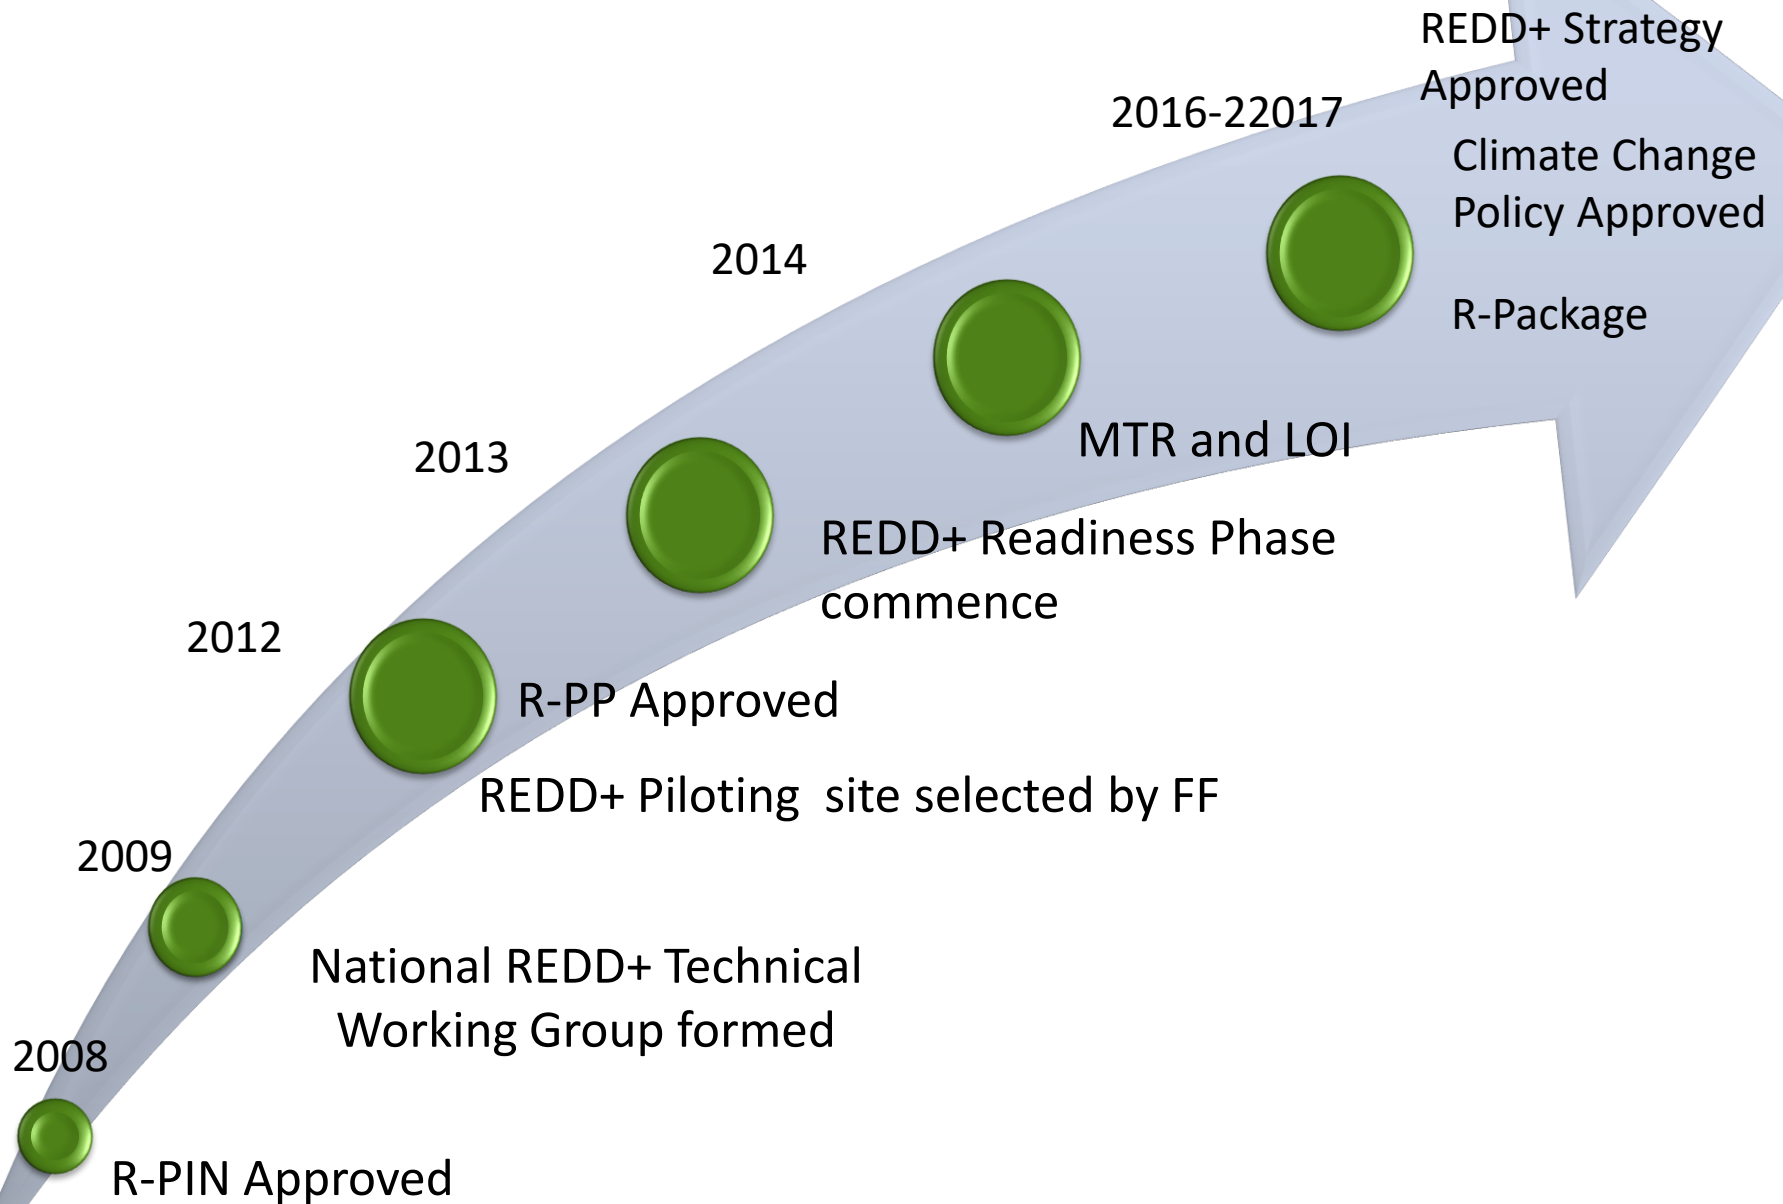 REDD+ Strategy
Approved
2016-22017
Climate Change
Policy Approved
2014
R-Package
MTR and LOI
2013
REDD+ Readiness Phase
commence
2012
R-PP Approved
REDD+ Piloting  site selected by FF
2009
National REDD+ Technical
Working Group formed
2008
R-PIN Approved